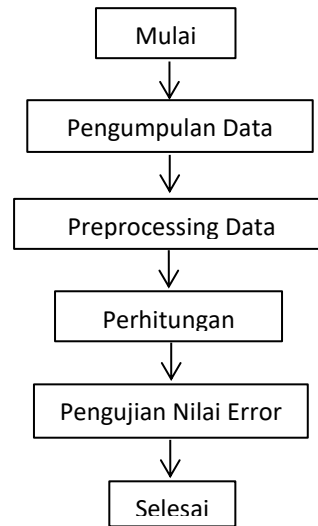 Mulai
Pengumpulan Data
Preprocessing Data
Perhitungan
Pengujian Nilai Error
Selesai